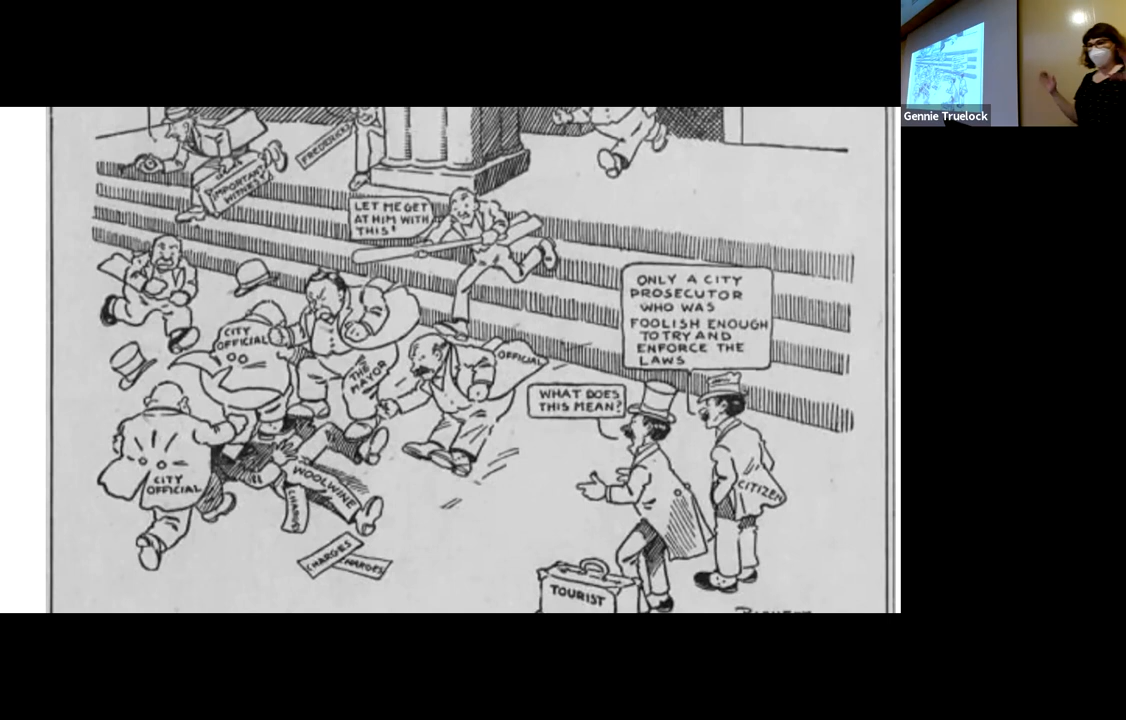 Gennie Truelock
FREDERICKS
IMPORTANT
WITNESS
LET ME GET
AT HIM WITH
THIS!
ONLY A CITY
PROSECUTOR
WHO WAS
FOOLISH ENOUGH
TO TRY AND
ENFORCE THE
LAWS
CITY
OFFICIAL
THE
MAYOR
OFFICIAL
WHAT DOES
THIS MEAN?
CITY
OFFICIAL
WOOLWINE
CHARGES
CHARGES
HARGES
CITIZEN
TOURIST